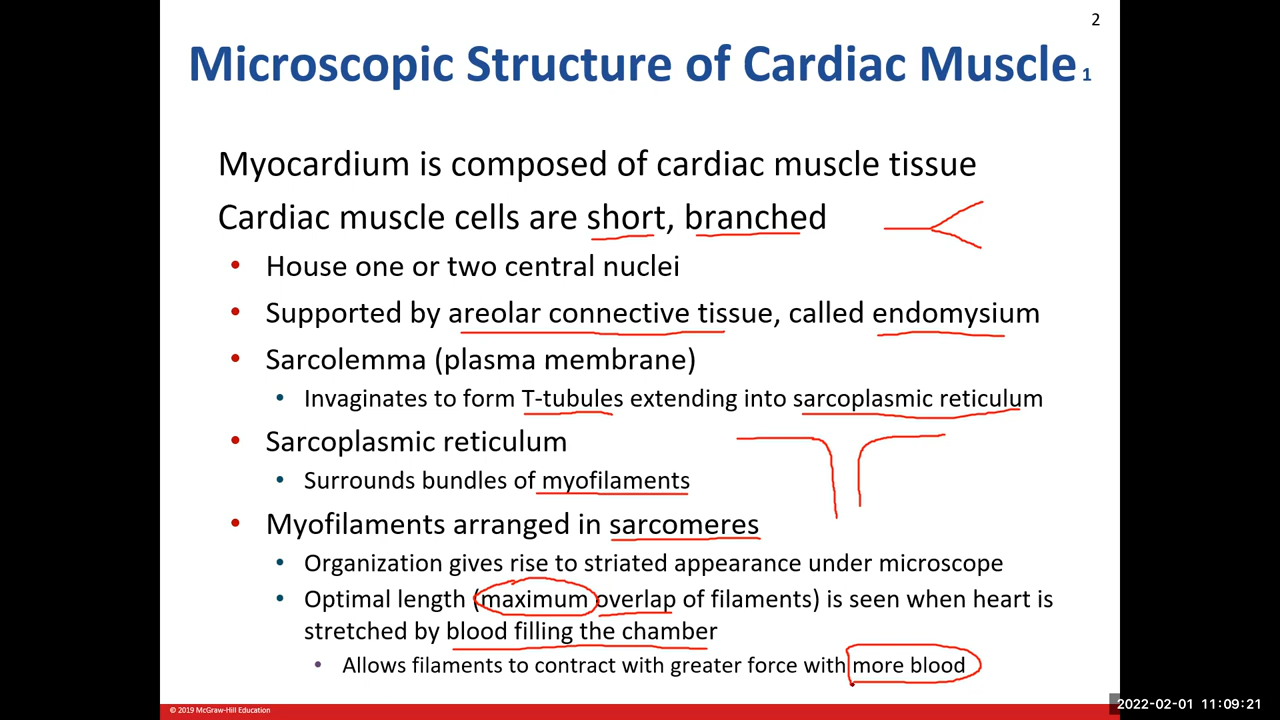 2
Microscopic Structure of Cardiac Muscle 1
Myocardium is composed of cardiac muscle tissue
Cardiac muscle cells are short, branched
• House one or two central nuclei
• Supported by areolar connective tissue, called endomysium
• Sarcolemma (plasma membrane)
• Invaginates to form T-tubules extending into sarcoplasmic reticulum
• Sarcoplasmic reticulum
• Surrounds bundles of myofilaments
• Myofilaments arranged in sarcomeres
• Organization gives rise to striated appearance under microscope
• Optimal length (maximum overlap of filaments) is seen when heart is
stretched by blood filling the chamber
• Allows filaments to contract with greater force with more blood
© 2019 McGraw-Hill Education
2022-02-01 11:09:21